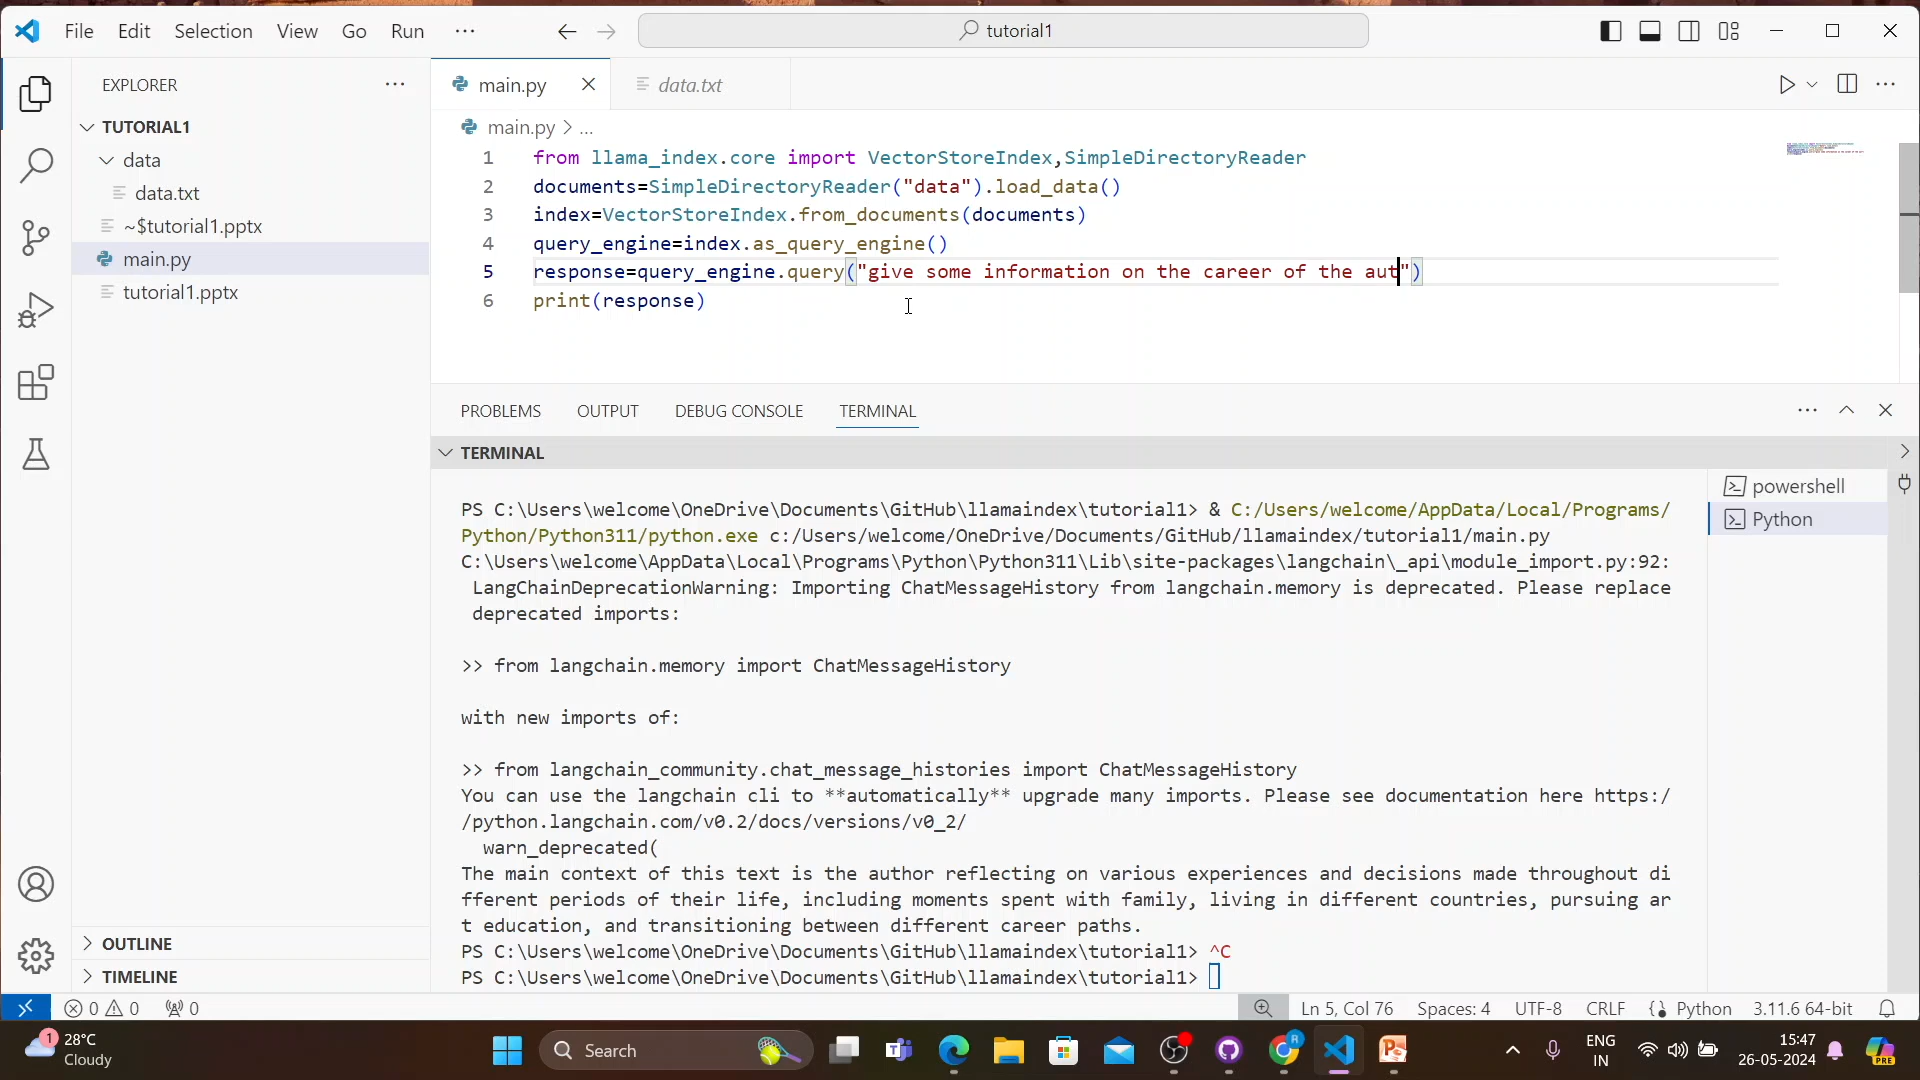 File Edit Selection View Go Run ··· tutorial1
EXPLORER ···
TUTORIAL1
data
data.txt
~$tutorial1.pptx
main.py
tutorial1.pptx
OUTLINE
TIMELINE
main.py data.txt
main.py > ...
1 from llama_index.core import VectorStoreIndex,SimpleDirectoryReader
2 documents=SimpleDirectoryReader("data").load_data()
3 index=VectorStoreIndex.from_documents(documents)
4 query_engine=index.as_query_engine()
5 response=query_engine.query("give some information on the career of the aut")
6 print(response)
PROBLEMS OUTPUT DEBUG CONSOLE TERMINAL
TERMINAL
PS C:\Users\welcome\OneDrive\Documents\GitHub\llamaindex\tutorial1> & C:/Users/welcome/AppData/Local/Programs/
Python/Python311/python.exe c:/Users/welcome/OneDrive/Documents/GitHub/llamaindex/tutorial1/main.py
C:\Users\welcome\AppData\Local\Programs\Python\Python311\Lib\site-packages\langchain\_api\module_import.py:92:
LangChainDeprecationWarning: Importing ChatMessageHistory from langchain.memory is deprecated. Please replace
deprecated imports:
>> from langchain.memory import ChatMessageHistory
with new imports of:
>> from langchain_community.chat_message_histories import ChatMessageHistory
You can use the langchain cli to **automatically** upgrade many imports. Please see documentation here https:/
/python.langchain.com/v0.2/docs/versions/v0_2/
warn_deprecated(
The main context of this text is the author reflecting on various experiences and decisions made throughout di
fferent periods of their life, including moments spent with family, living in different countries, pursuing ar
t education, and transitioning between different career paths.
PS C:\Users\welcome\OneDrive\Documents\GitHub\llamaindex\tutorial1> ^C
PS C:\Users\welcome\OneDrive\Documents\GitHub\llamaindex\tutorial1>
powershell
Python
0 0 0 Ln 5, Col 76 Spaces: 4 UTF-8 CRLF Python 3.11.6 64-bit
1 28°C
Cloudy
Search
ENG
IN
15:47
26-05-2024
PRE